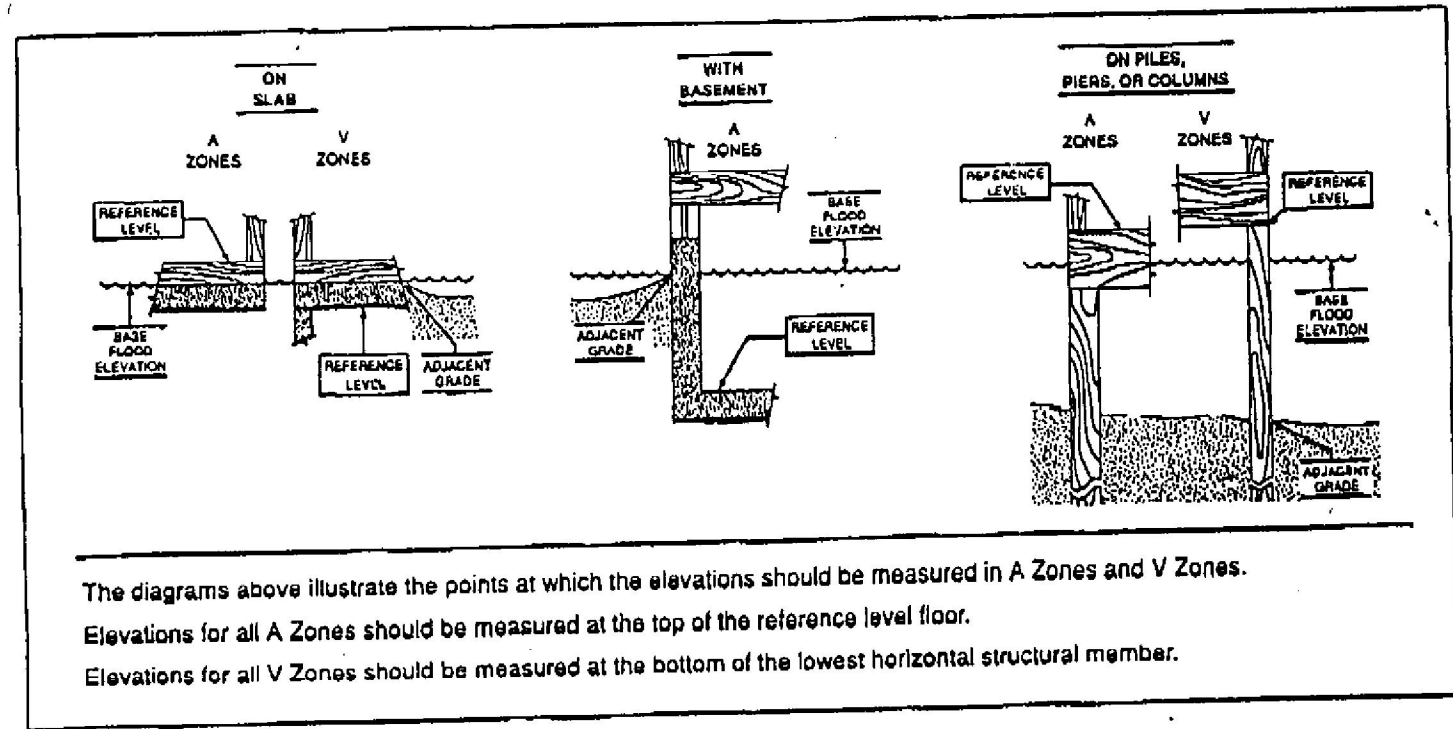 ON
SLAB
A
ZONES
V
ZONES
REFERENCE
LEVEL
BASE
FLOOD
ELEVATION
REFERENCE
LEVEL
ADJACENT
GRADE
WITH
BASEMENT
A
ZONES
BASE
FLOOD
ELEVATION
ADJACENT
GRADE
REFERENCE
LEVEL
ON PILES,
PIERS, OR COLUMNS
A
ZONES
V
ZONES
REFERENCE
LEVEL
REFERENCE
LEVEL
BASE
FLOOD
ELEVATION
ADJACENT
GRADE
The diagrams above illustrate the points at which the elevations should be measured in A Zones and V Zones.
Elevations for all A Zones should be measured at the top of the reference level floor.
Elevations for all V Zones should be measured at the bottom of the lowest horizontal structural member.